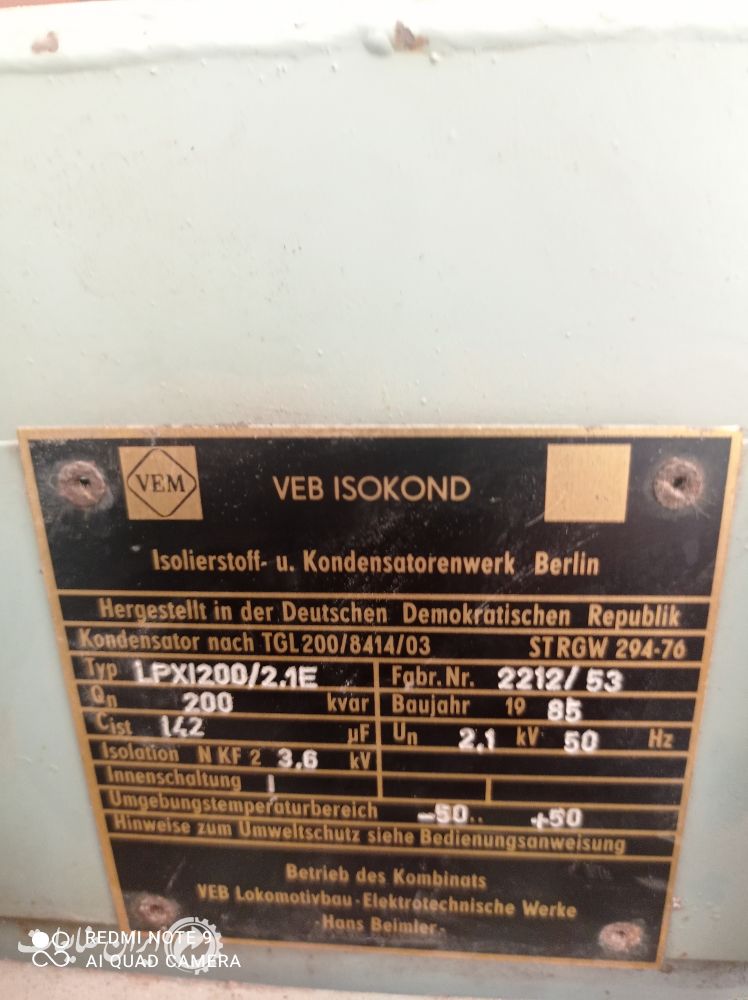 VEM
VEB ISOKOND
Isolierstoff- u. Kondensatorenwerk Berlin
Hergestellt in der Deutschen Demokratischen Republik
Kondensator nach TGL 200/8414/03 ST RGW 294-76
Typ LPXI200/2.1E Fabr. Nr. 2212/53
Qn 200 kvar Baujahr 19 85
Cist 142 µF Un 2.1 kV 50 Hz
Isolation N KF 2 3.6 kV
Innenschaltung I
Umgebungstemperaturbereich -50.. +50
Hinweise zum Umweltschutz siehe Bedienungsanweisung
Betrieb des Kombinats
VEB Lokomotivbau-Elektrotechnische Werke
-Hans Beimler-
REDMI NOTE 9
AI QUAD CAMERA